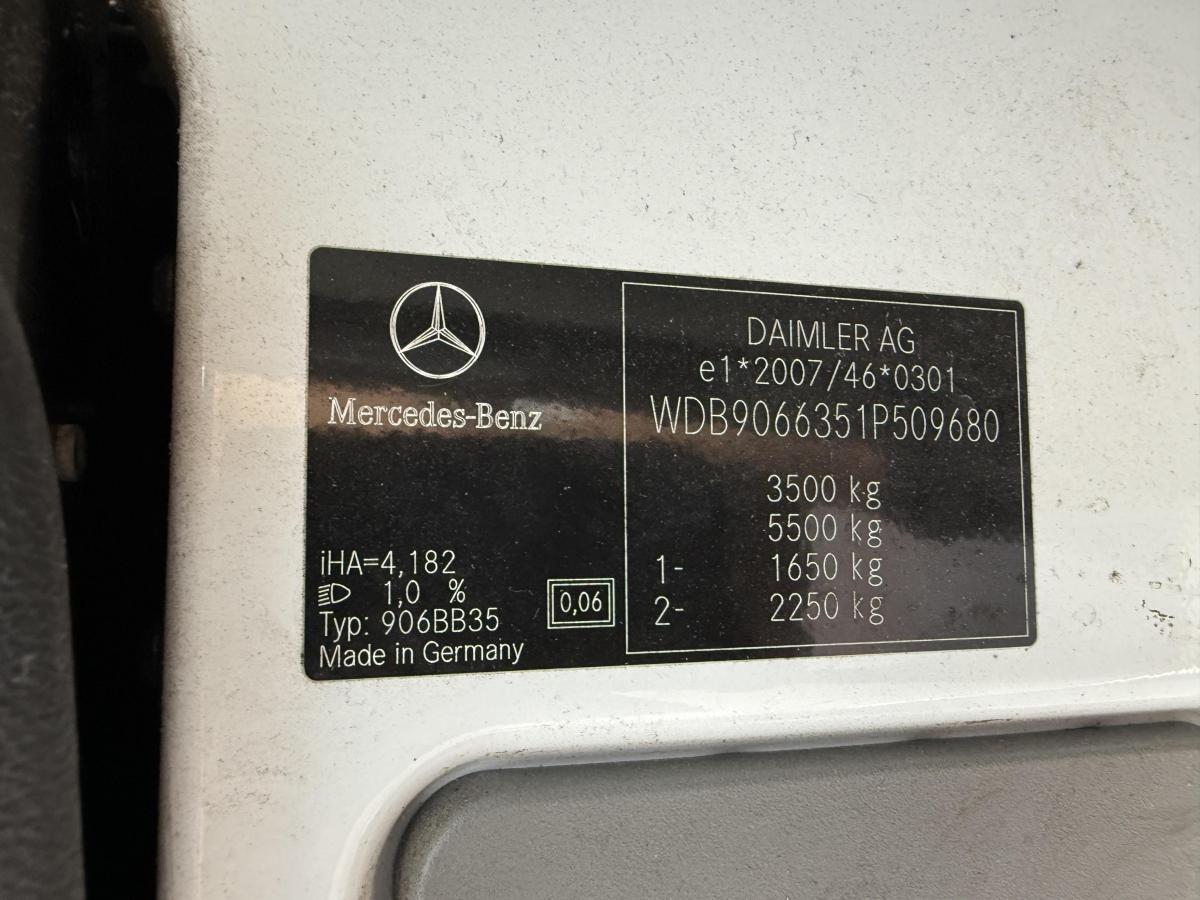 Mercedes-Benz
iHA=4,182
1,0 %
Typ: 906BB35
Made in Germany
0,06
DAIMLER AG
e1*2007/46*0301
WDB9066351P509680
3500 kg
5500 kg
1- 1650 kg
2- 2250 kg